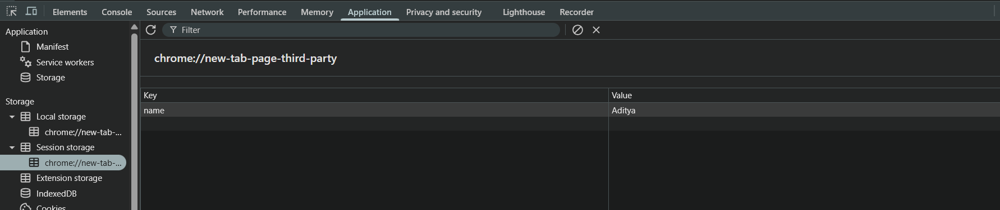 Elements Console Sources Network Performance Memory Application Privacy and security Lighthouse Recorder
Application
Manifest
Service workers
Storage
Storage
Local storage
chrome://new-tab-...
Session storage
chrome://new-tab-...
Extension storage
IndexedDB
Cookies
Filter
chrome://new-tab-page-third-party
Key Value
name Aditya